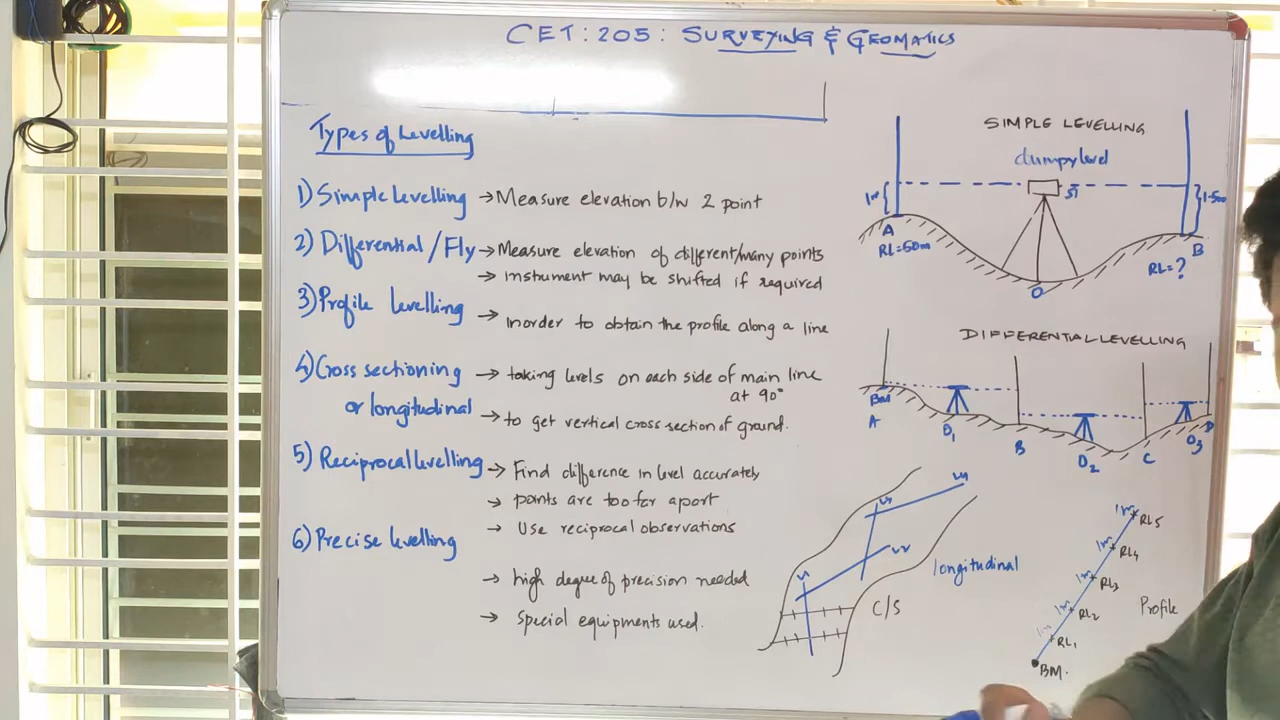 CET: 205: SURVEYING & GEOMATICS
Types of Levelling
1) Simple levelling → Measure elevation b/w 2 point
2) Differential / Fly → Measure elevation of different/many points
→ instument may be shifted if required
3) Profile levelling
→ inorder to obtain the profile along a line
4) Cross sectioning → taking levels on each side of main line
at 90°
or longitudinal → to get vertical cross section of ground.
5) Reciprocal levelling → Find difference in level accurately
→ points are too far apart
→ Use reciprocal observations
6) Precise levelling
→ high degree of precision needed
→ special equipments used.
SIMPLE LEVELLING
dumpy level
1m
A
RL=50m
O
B
RL=?
DIFFERENTIAL LEVELLING
BM
A
O1
B
O2
C
O3
D
longitudinal
C/S
1m RL5
1m RL4
1m RL3
1m RL2
1m RL1
BM.
Profile